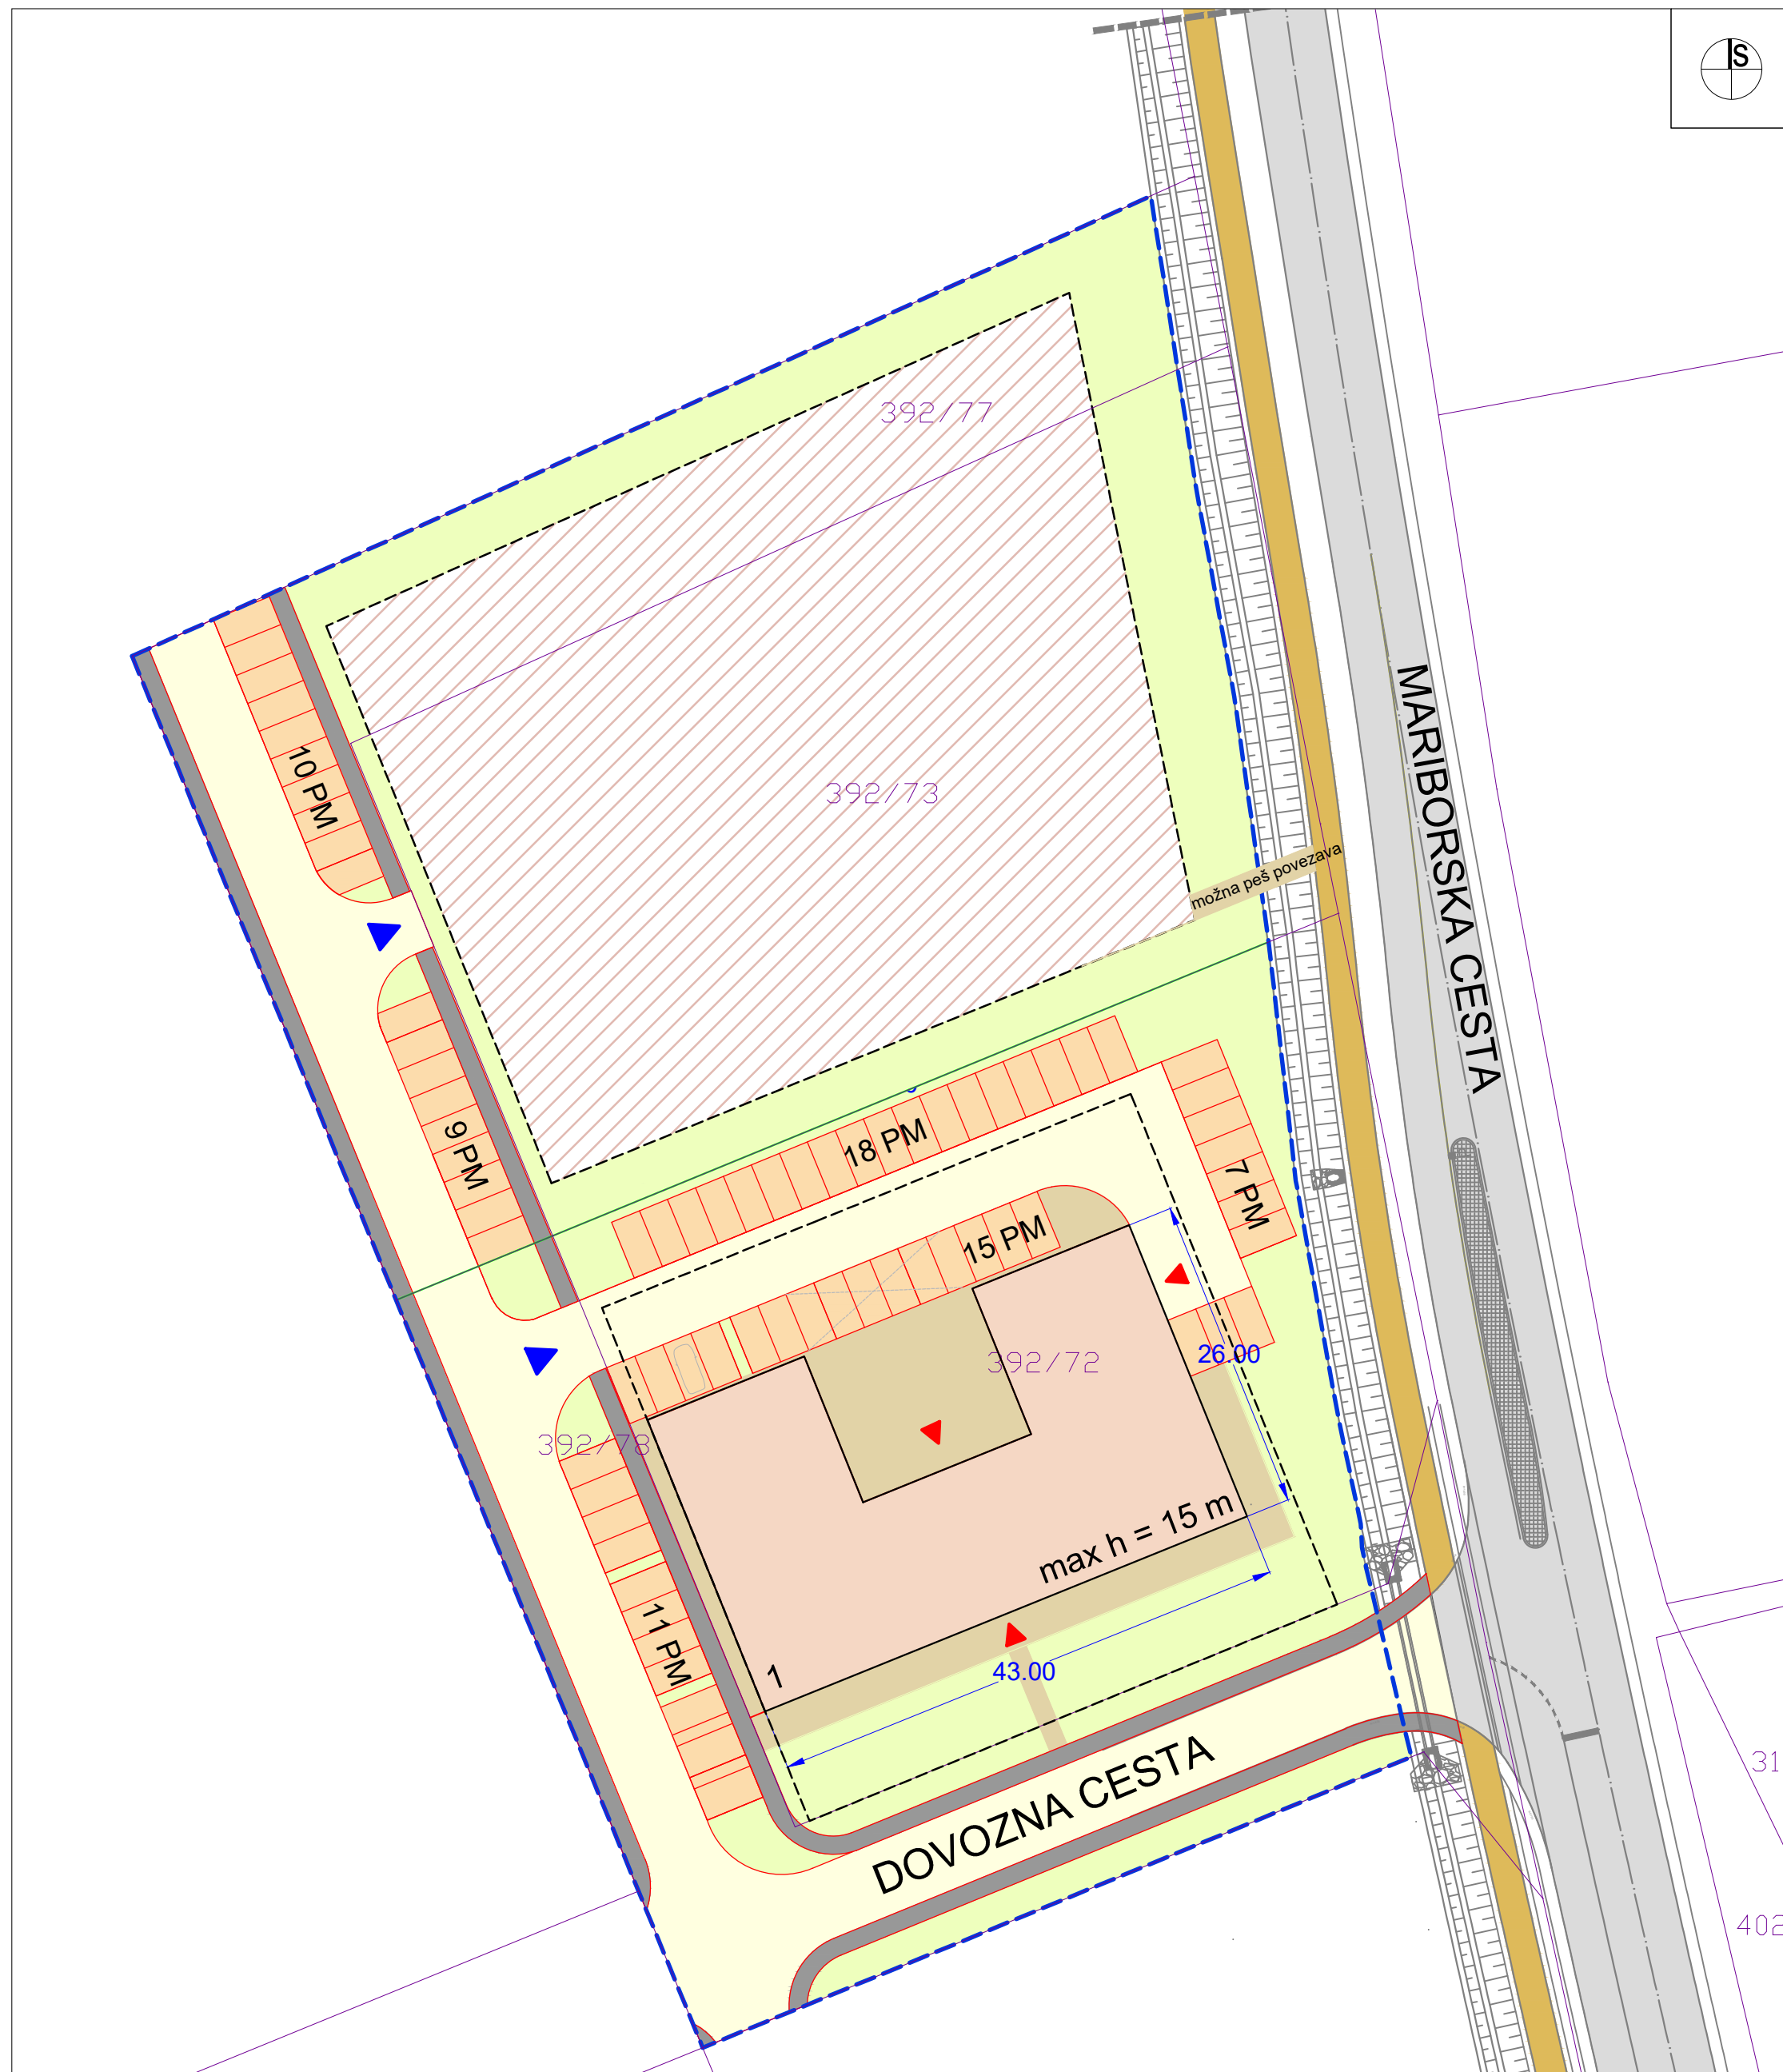 S
392/77
MARIBORSKA CESTA
10 PM
392/73
možna peš povezava
9 PM
18 PM
7 PM
15 PM
26.00
392/72
392/78
max h = 15 m
11 PM
1
43.00
DOVOZNA CESTA
31
402